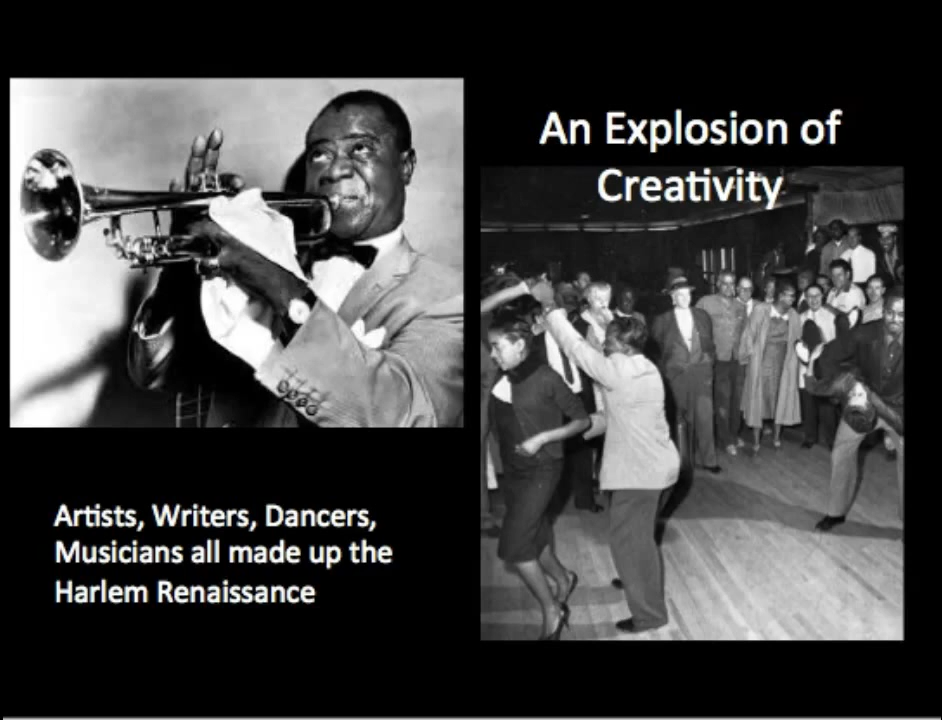 An Explosion of
Creativity
Artists, Writers, Dancers,
Musicians all made up the
Harlem Renaissance